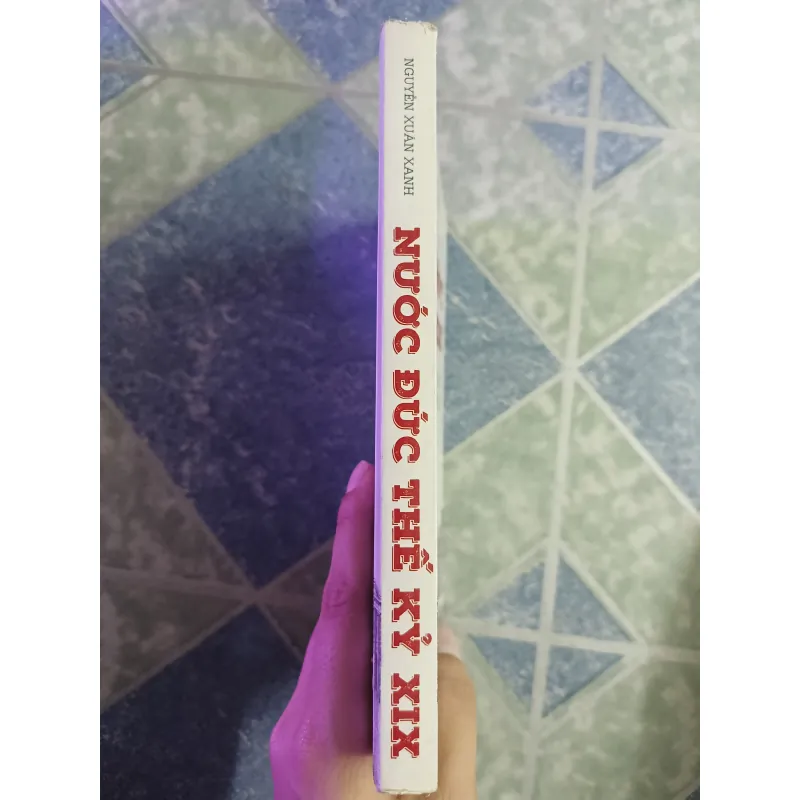 NGUYỄN XUÂN XANH
NƯỚC ĐỨC THẾ KỶ XIX